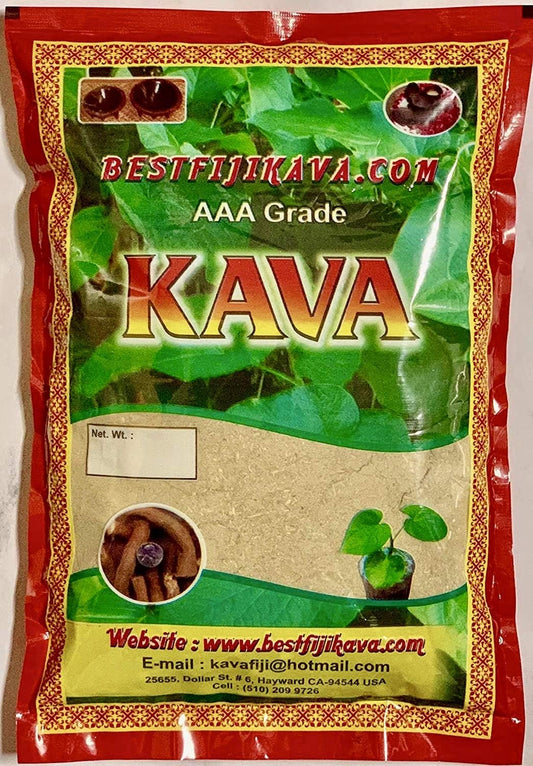 BESTFIJIKAVA.COM
AAA Grade
KAVA
Net. Wt. :
Website : www.bestfijikava.com
E-mail : kavafiji@hotmail.com
25655. Dollar St. # 6, Hayward CA-94544 USA
Cell : (510) 209 9726